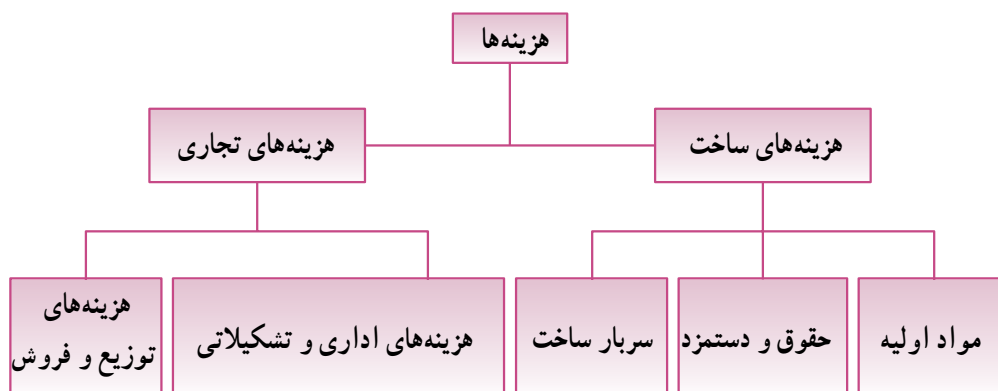 هزینه‌ها
هزینه‌های ساخت
هزینه‌های تجاری
مواد اولیه
حقوق و دستمزد
سربار ساخت
هزینه‌های اداری و تشکیلاتی
هزینه‌های
توزیع و فروش